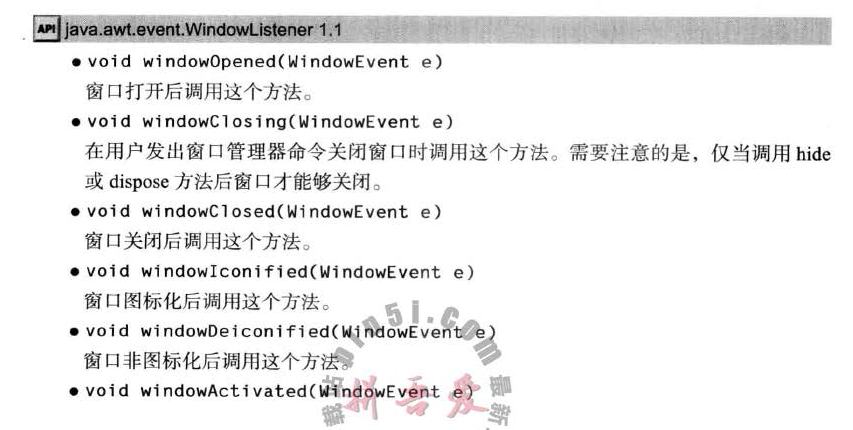 API java.awt.event.WindowListener 1.1
● void windowOpened(WindowEvent e)
窗口打开后调用这个方法。
● void windowClosing(WindowEvent e)
在用户发出窗口管理器命令关闭窗口时调用这个方法。需要注意的是，仅当调用 hide
或 dispose 方法后窗口才能够关闭。
● void windowClosed(WindowEvent e)
窗口关闭后调用这个方法。
● void windowIconified(WindowEvent e)
窗口图标化后调用这个方法。
● void windowDeiconified(WindowEvent e)
窗口非图标化后调用这个方法。
● void windowActivated(WindowEvent e)
拼吾爱
最新